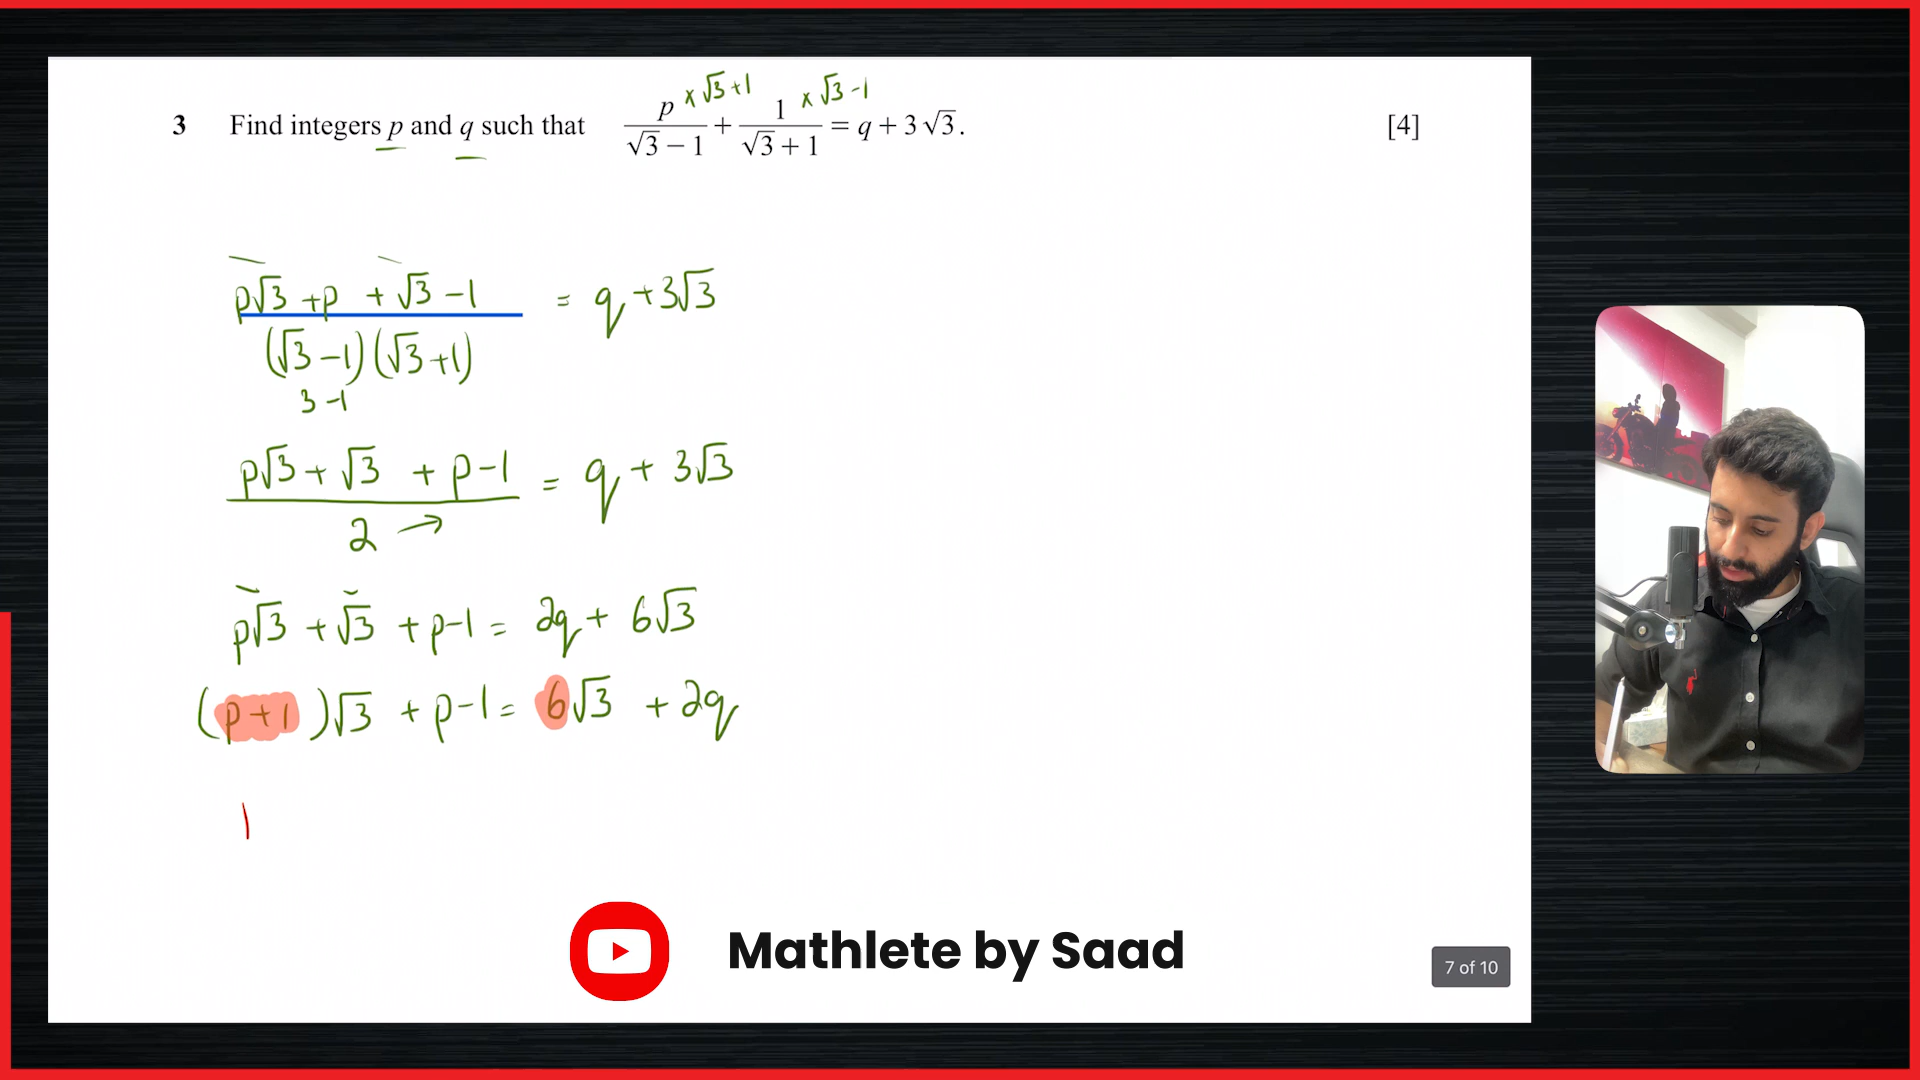 × √3 +1 × √3 -1
3 Find integers p and q such that p/(√3 − 1) + 1/(√3 + 1) = q + 3√3. [4]
p√3 +p + √3 -1 = q +3√3
(√3 -1)(√3 +1)
3 -1
p√3 + √3 + p-1 = q + 3√3
2 →
p√3 + √3 + p-1 = 2q + 6√3
(p+1)√3 + p-1 = 6√3 + 2q
Mathlete by Saad
7 of 10